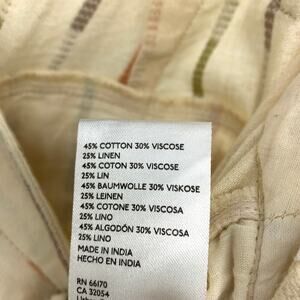 45% COTTON 30% VISCOSE
25% LINEN
45% COTON 30% VISCOSE
25% LIN
45% BAUMWOLLE 30% VISKOSE
25% LEINEN
45% COTONE 30% VISCOSA
25% LINO
45% ALGODÓN 30% VISCOSA
25% LINO
MADE IN INDIA
HECHO EN INDIA
RN 66170
CA 32054